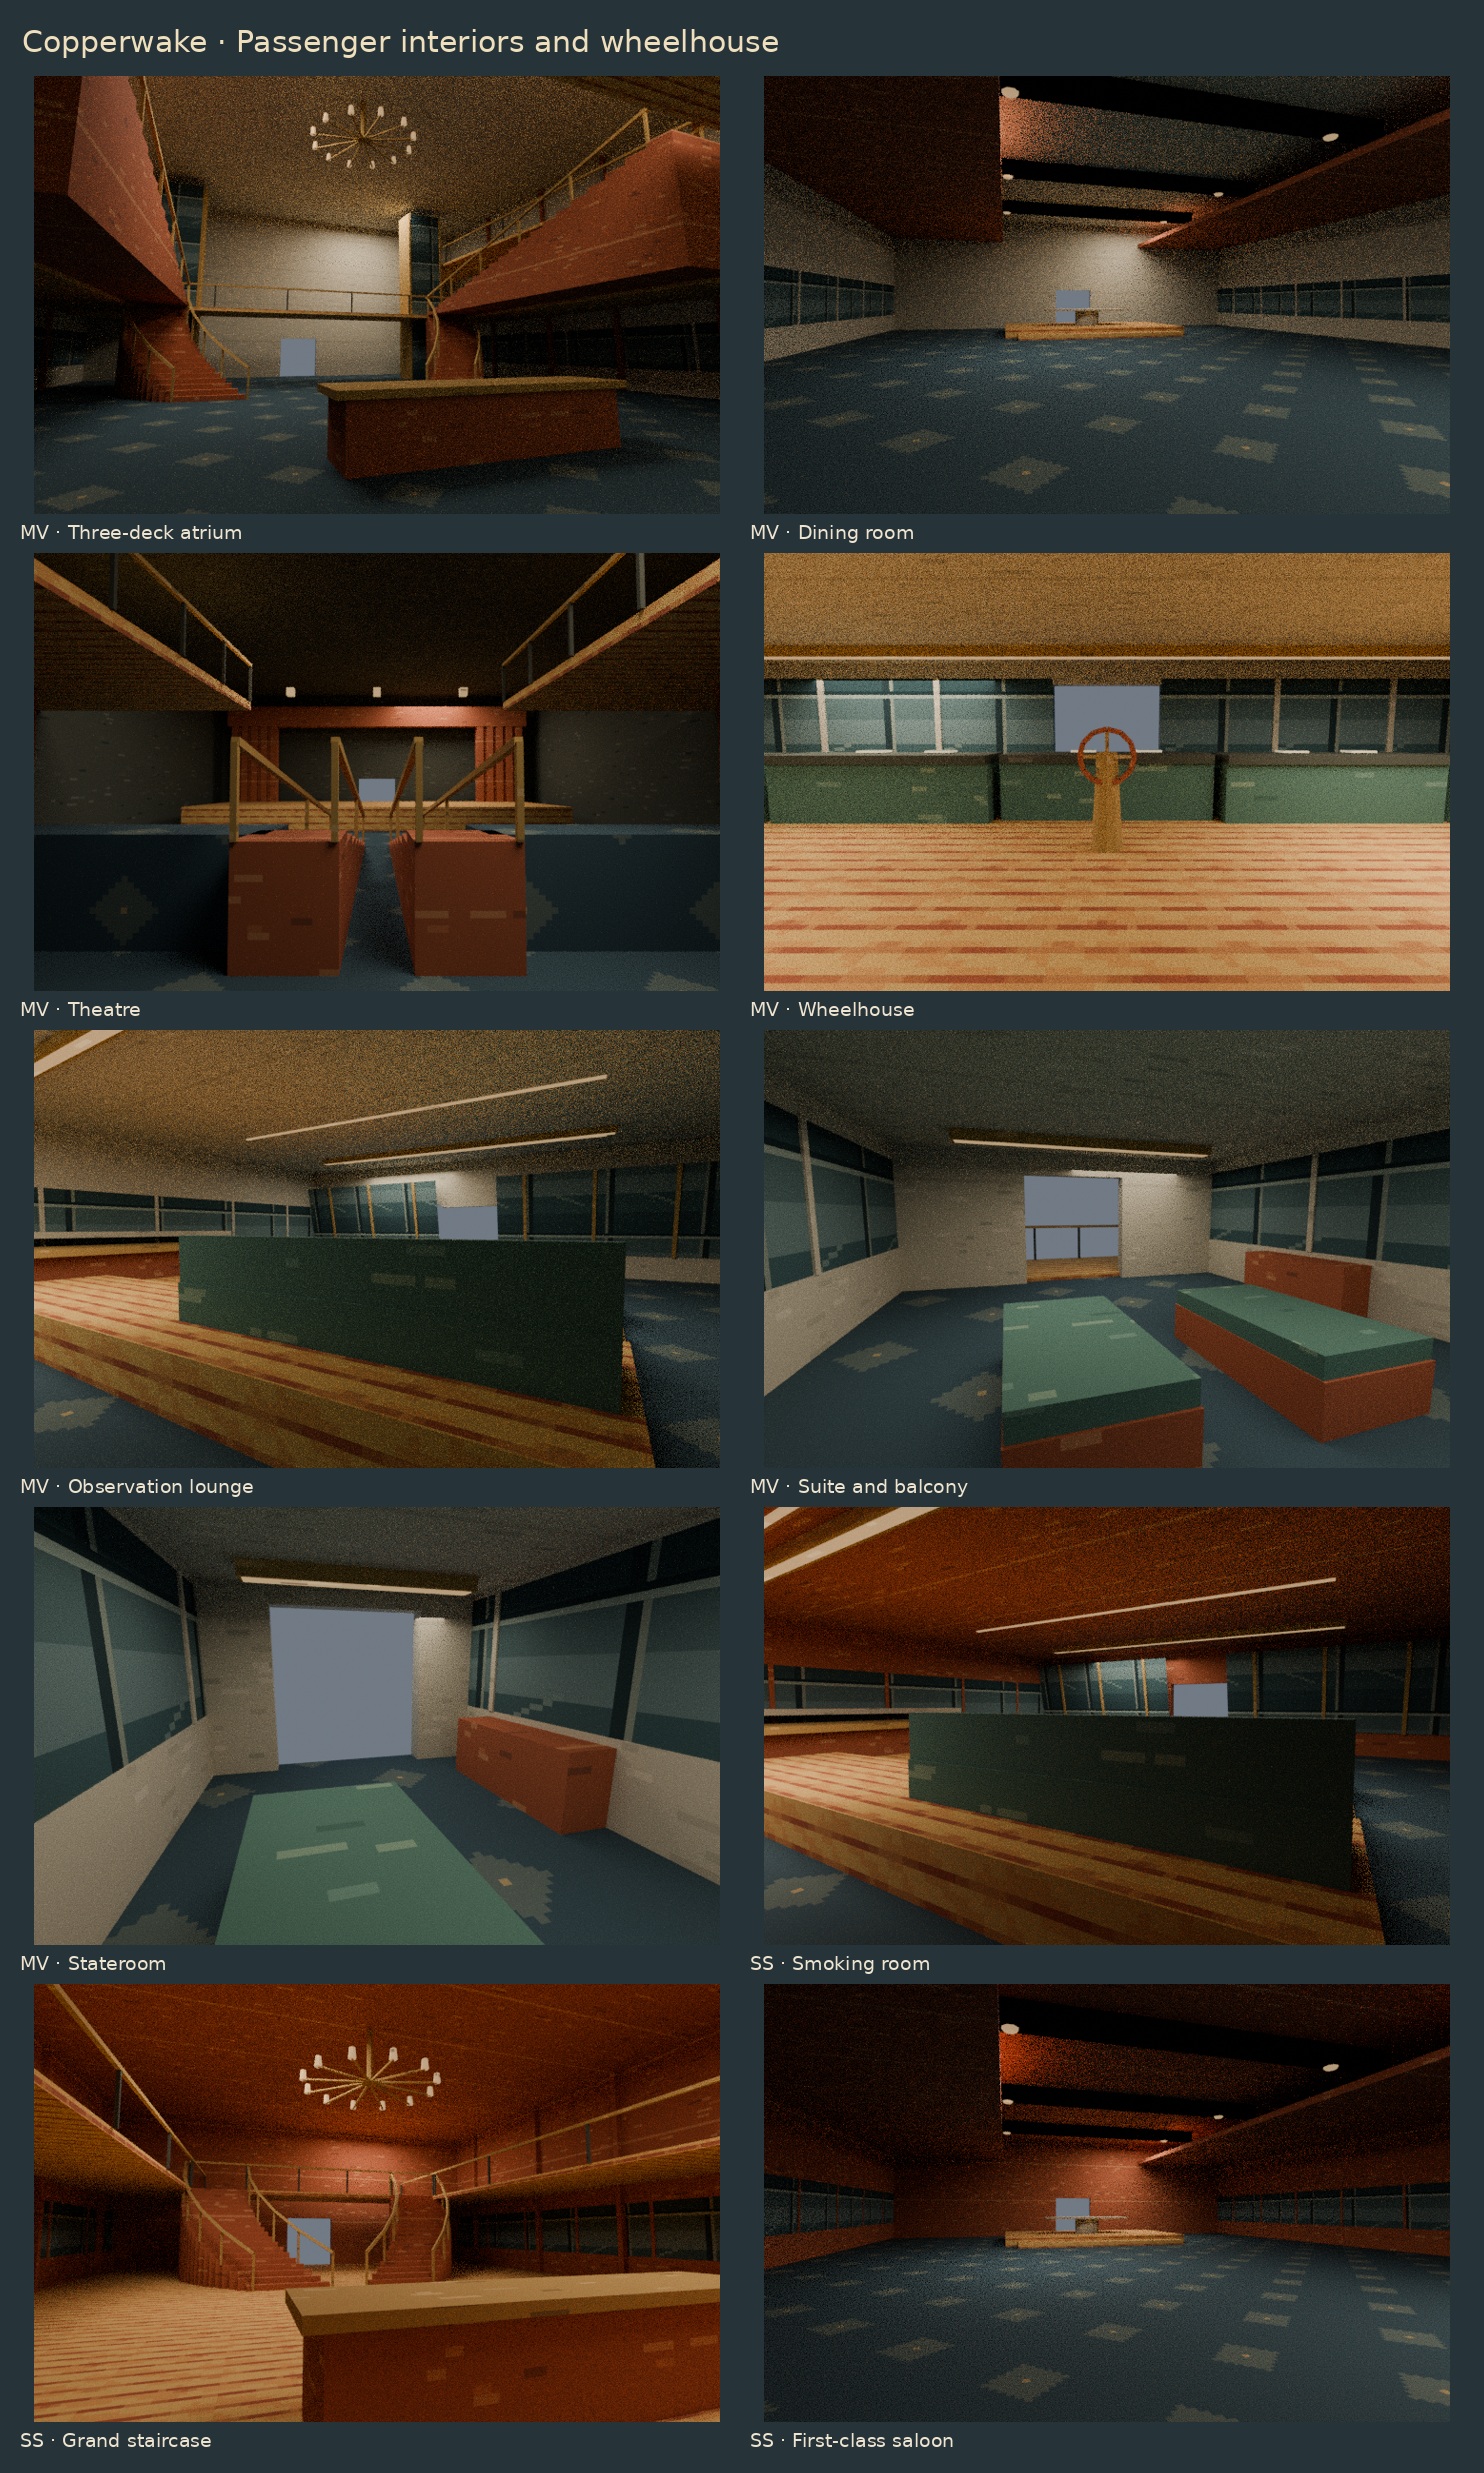 Copperwake · Passenger interiors and wheelhouse
MV · Three-deck atrium
MV · Dining room
MV · Theatre
MV · Wheelhouse
MV · Observation lounge
MV · Suite and balcony
MV · Stateroom
SS · Smoking room
SS · Grand staircase
SS · First-class saloon